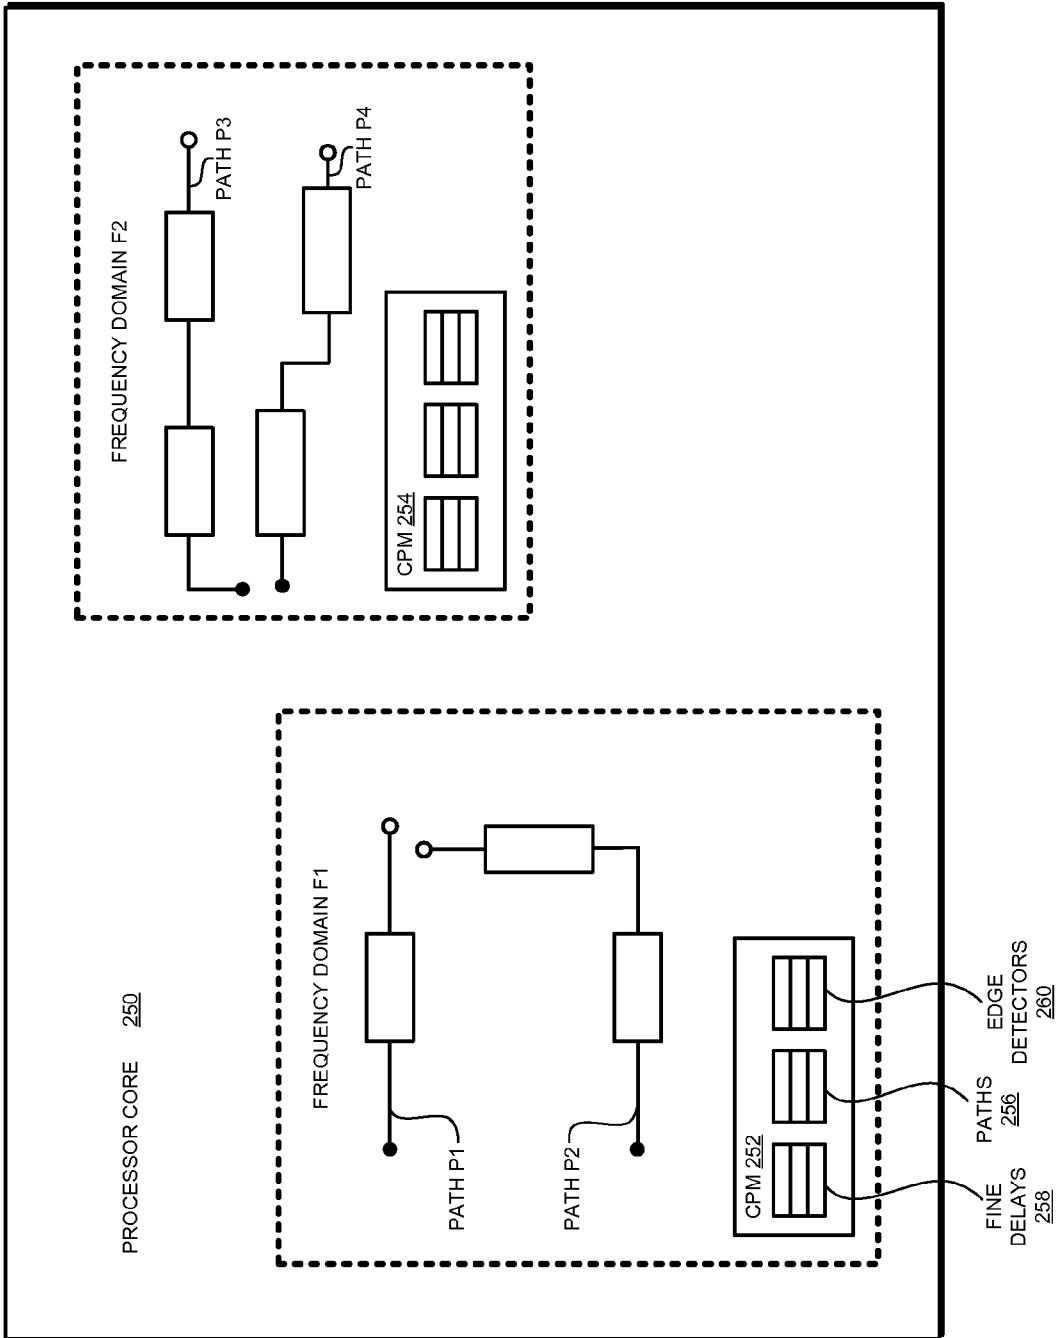 PROCESSOR CORE 250
FREQUENCY DOMAIN F1
PATH P1
PATH P2
CPM 252
FINE
DELAYS
258
PATHS
256
EDGE
DETECTORS
260
FREQUENCY DOMAIN F2
PATH P3
PATH P4
CPM 254